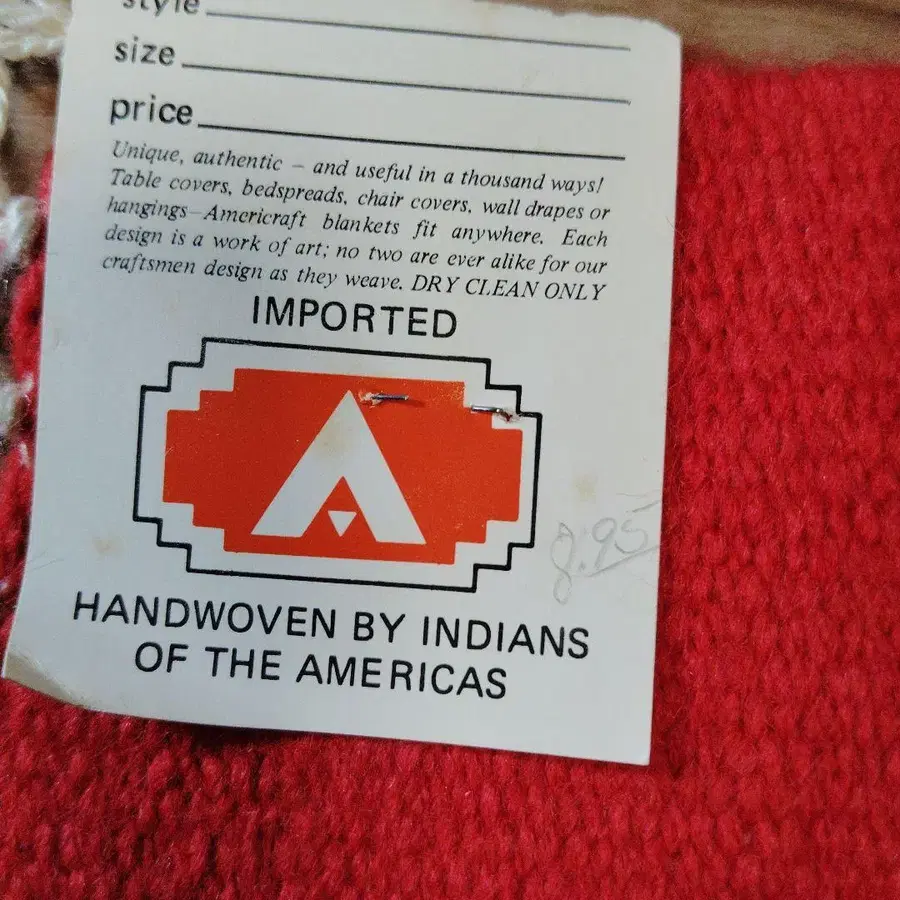 style
size
price
Unique, authentic – and useful in a thousand ways!
Table covers, bedspreads, chair covers, wall drapes or
hangings–Americraft blankets fit anywhere. Each
design is a work of art; no two are ever alike for our
craftsmen design as they weave. DRY CLEAN ONLY
IMPORTED
8.95
HANDWOVEN BY INDIANS
OF THE AMERICAS